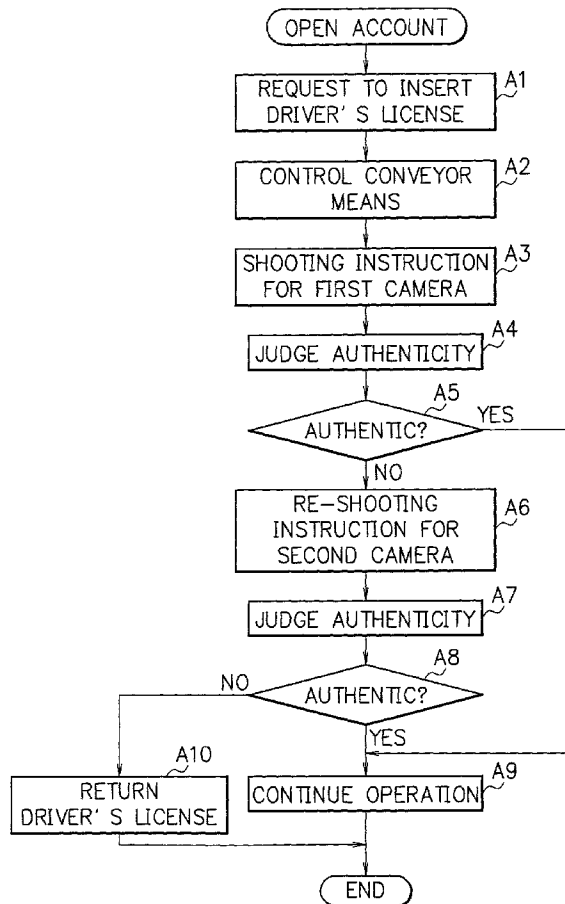 OPEN ACCOUNT
A1
REQUEST TO INSERT
DRIVER'S LICENSE
A2
CONTROL CONVEYOR
MEANS
A3
SHOOTING INSTRUCTION
FOR FIRST CAMERA
A4
JUDGE AUTHENTICITY
A5
AUTHENTIC?
YES
NO
A6
RE-SHOOTING
INSTRUCTION FOR
SECOND CAMERA
A7
JUDGE AUTHENTICITY
A8
AUTHENTIC?
NO
YES
A10
RETURN
DRIVER'S LICENSE
A9
CONTINUE OPERATION
END